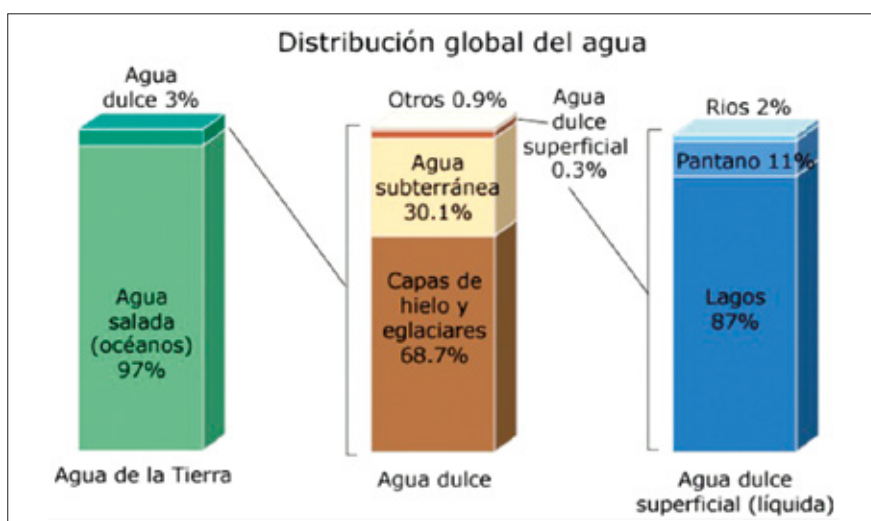 Distribución global del agua
Agua
dulce 3%
Agua
salada
(océanos)
97%
Agua de la Tierra
Otros 0.9%
Agua
dulce
superficial
0.3%
Agua
subterránea
30.1%
Capas de
hielo y
eglaciares
68.7%
Agua dulce
Rios 2%
Pantano 11%
Lagos
87%
Agua dulce
superficial (líquida)